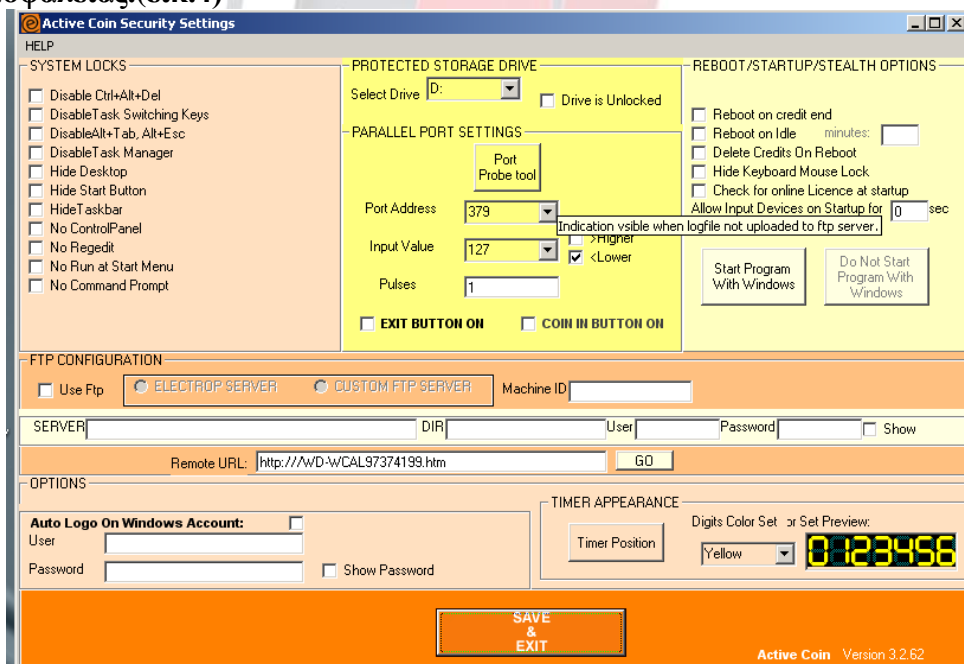 Active Coin Security Settings
HELP
SYSTEM LOCKS
Disable Ctrl+Alt+Del
DisableTask Switching Keys
DisableAlt+Tab, Alt+Esc
DisableTask Manager
Hide Desktop
Hide Start Button
HideTaskbar
No ControlPanel
No Regedit
No Run at Start Menu
No Command Prompt
PROTECTED STORAGE DRIVE
Select Drive D:
Drive is Unlocked
PARALLEL PORT SETTINGS
Port
Probe tool
Port Address 379
Indication vsible when logfile not uploaded to ftp server.
Input Value 127
>Higher
<Lower
Pulses 1
EXIT BUTTON ON COIN IN BUTTON ON
REBOOT/STARTUP/STEALTH OPTIONS
Reboot on credit end
Reboot on Idle minutes:
Delete Credits On Reboot
Hide Keyboard Mouse Lock
Check for online Licence at startup
Allow Input Devices on Startup for 0 sec
Start Program
With Windows
Do Not Start
Program With
Windows
FTP CONFIGURATION
Use Ftp ELECTROP SERVER CUSTOM FTP SERVER Machine ID
SERVER DIR User Password Show
Remote URL: http:///WD-WCAL97374199.htm GO
OPTIONS
Auto Logo On Windows Account:
User
Password Show Password
TIMER APPEARANCE
Timer Position
Digits Color Set or Set Preview:
Yellow 0123456
SAVE
&
EXIT
Active Coin Version 3.2.62